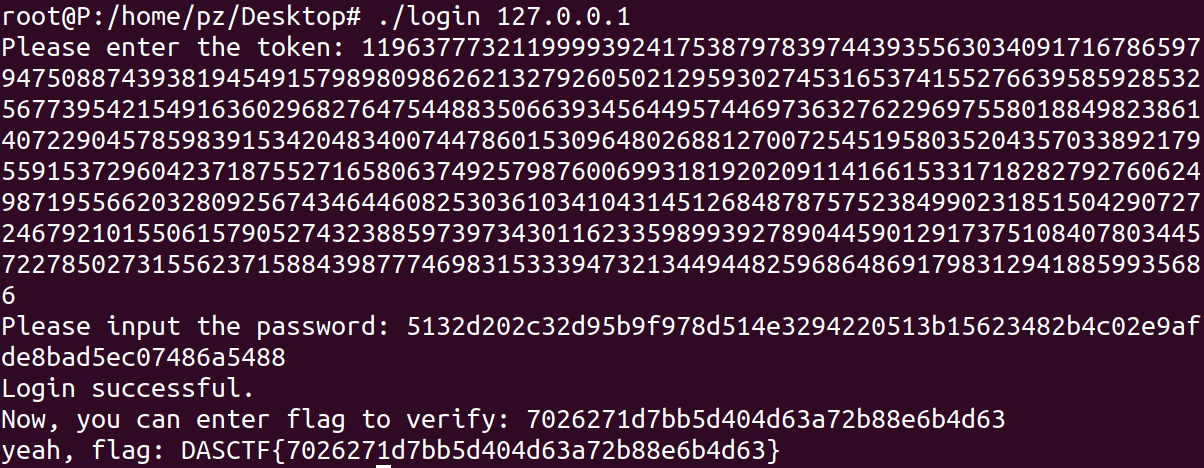 root@P:/home/pz/Desktop# ./login 127.0.0.1
Please enter the token: 11963777321199993924175387978397443935563034091716786597
94750887439381945491579898098626213279260502129593027453165374155276639585928532
56773954215491636029682764754488350663934564495744697363276229697558018849823861
40722904578598391534204834007447860153096480268812700725451958035204357033892179
55915372960423718755271658063749257987600699318192020911416615331718282792760624
98719556620328092567434644608253036103410431451268487875752384990231851504290727
24679210155061579052743238859739734301162335989939278904459012917375108407803445
72278502731556237158843987774698315333947321344944825968648691798312941885993568
6
Please input the password: 5132d202c32d95b9f978d514e3294220513b15623482b4c02e9af
de8bad5ec07486a5488
Login successful.
Now, you can enter flag to verify: 7026271d7bb5d404d63a72b88e6b4d63
yeah, flag: DASCTF{7026271d7bb5d404d63a72b88e6b4d63}